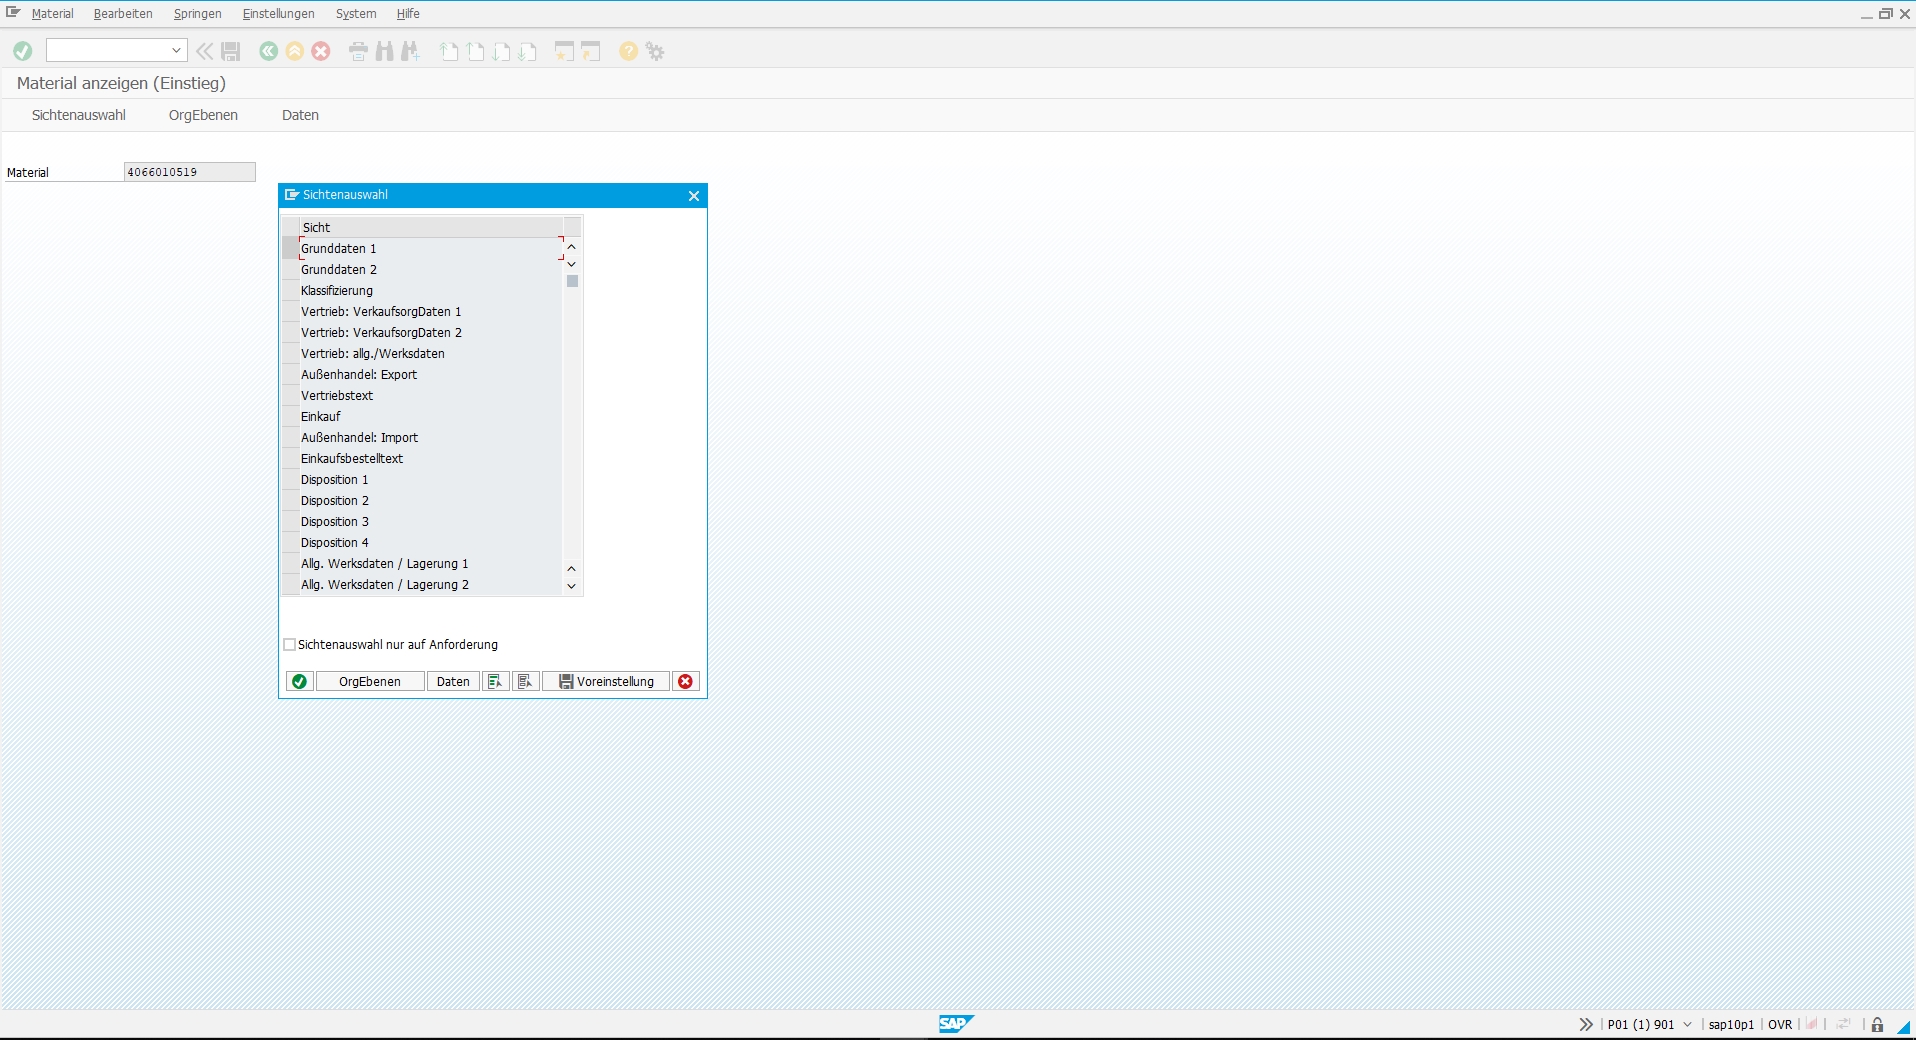 Material Bearbeiten Springen Einstellungen System Hilfe
Material anzeigen (Einstieg)
Sichtenauswahl OrgEbenen Daten
Material 4066010519
Sichtenauswahl
Sicht
Grunddaten 1
Grunddaten 2
Klassifizierung
Vertrieb: VerkaufsorgDaten 1
Vertrieb: VerkaufsorgDaten 2
Vertrieb: allg./Werksdaten
Außenhandel: Export
Vertriebstext
Einkauf
Außenhandel: Import
Einkaufsbestelltext
Disposition 1
Disposition 2
Disposition 3
Disposition 4
Allg. Werksdaten / Lagerung 1
Allg. Werksdaten / Lagerung 2
Sichtenauswahl nur auf Anforderung
OrgEbenen Daten Voreinstellung
SAP P01 (1) 901 sap10p1 OVR